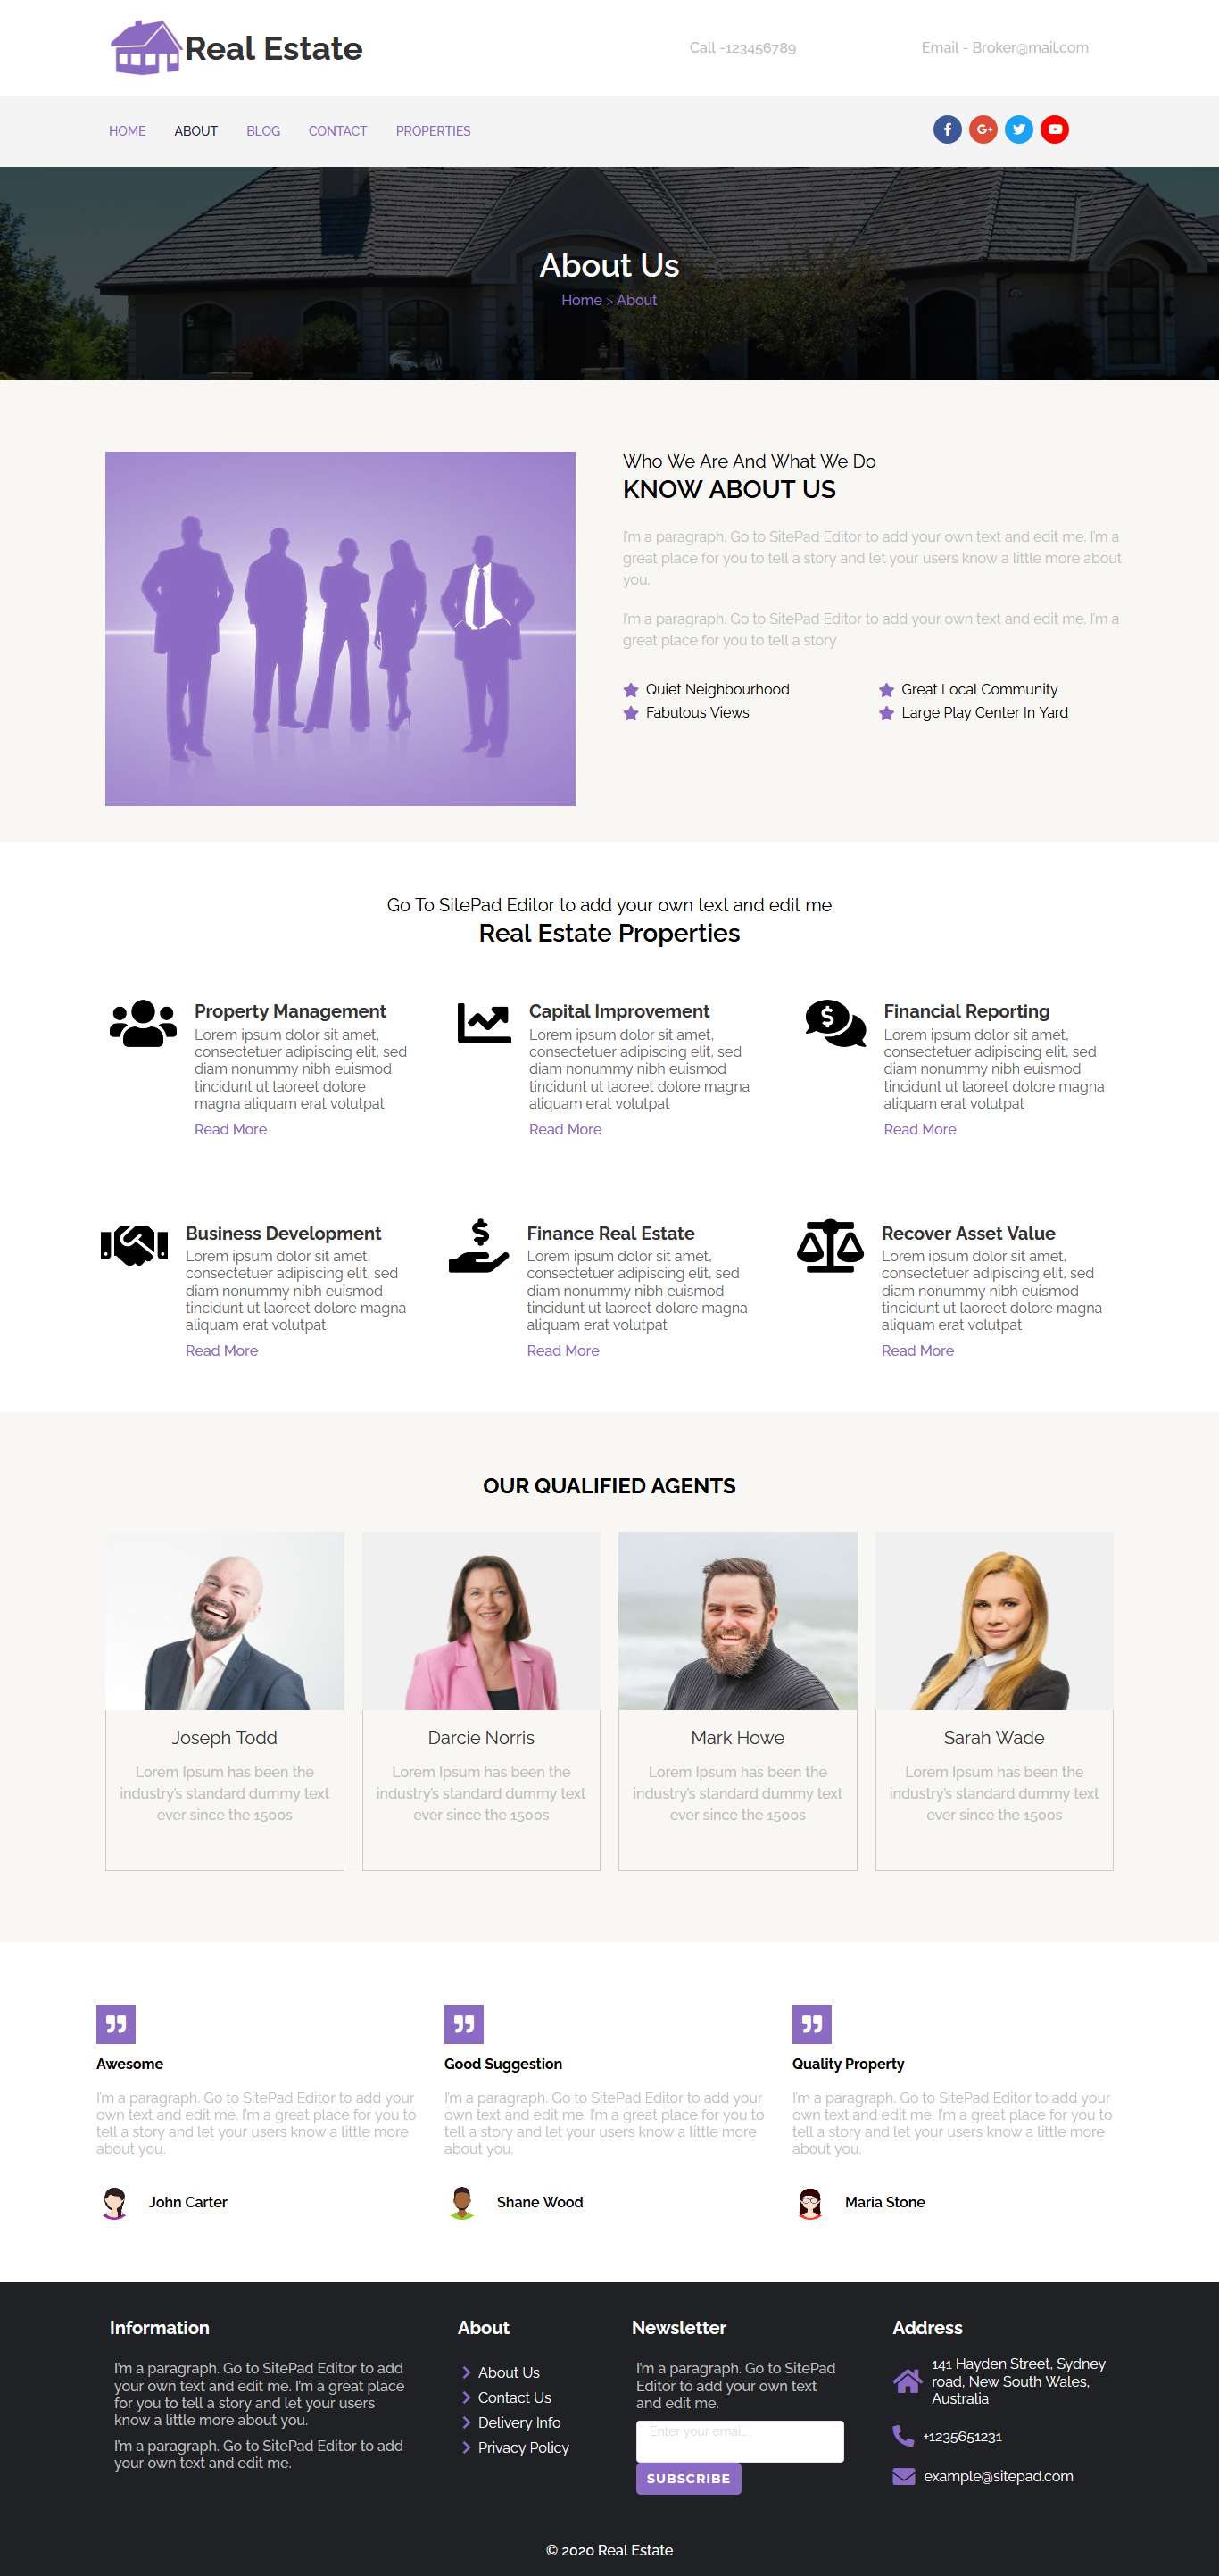 Real Estate
Call -123456789
Email - Broker@mail.com
HOME
ABOUT
BLOG
CONTACT
PROPERTIES
About Us
Home > About
Who We Are And What We Do
KNOW ABOUT US
I'm a paragraph. Go to SitePad Editor to add your own text and edit me. I'm a
great place for you to tell a story and let your users know a little more about
you.
I'm a paragraph. Go to SitePad Editor to add your own text and edit me. I'm a
great place for you to tell a story
Quiet Neighbourhood
Fabulous Views
Great Local Community
Large Play Center In Yard
Go To SitePad Editor to add your own text and edit me
Real Estate Properties
Property Management
Lorem ipsum dolor sit amet,
consectetuer adipiscing elit, sed
diam nonummy nibh euismod
tincidunt ut laoreet dolore
magna aliquam erat volutpat
Read More
Capital Improvement
Lorem ipsum dolor sit amet,
consectetuer adipiscing elit, sed
diam nonummy nibh euismod
tincidunt ut laoreet dolore magna
aliquam erat volutpat
Read More
Financial Reporting
Lorem ipsum dolor sit amet,
consectetuer adipiscing elit, sed
diam nonummy nibh euismod
tincidunt ut laoreet dolore magna
aliquam erat volutpat
Read More
Business Development
Lorem ipsum dolor sit amet,
consectetuer adipiscing elit, sed
diam nonummy nibh euismod
tincidunt ut laoreet dolore magna
aliquam erat volutpat
Read More
Finance Real Estate
Lorem ipsum dolor sit amet,
consectetuer adipiscing elit, sed
diam nonummy nibh euismod
tincidunt ut laoreet dolore magna
aliquam erat volutpat
Read More
Recover Asset Value
Lorem ipsum dolor sit amet,
consectetuer adipiscing elit, sed
diam nonummy nibh euismod
tincidunt ut laoreet dolore magna
aliquam erat volutpat
Read More
OUR QUALIFIED AGENTS
Joseph Todd
Lorem Ipsum has been the
industry's standard dummy text
ever since the 1500s
Darcie Norris
Lorem Ipsum has been the
industry's standard dummy text
ever since the 1500s
Mark Howe
Lorem Ipsum has been the
industry's standard dummy text
ever since the 1500s
Sarah Wade
Lorem Ipsum has been the
industry's standard dummy text
ever since the 1500s
Awesome
I'm a paragraph. Go to SitePad Editor to add your
own text and edit me. I'm a great place for you to
tell a story and let your users know a little more
about you.
John Carter
Good Suggestion
I'm a paragraph. Go to SitePad Editor to add your
own text and edit me. I'm a great place for you to
tell a story and let your users know a little more
about you.
Shane Wood
Quality Property
I'm a paragraph. Go to SitePad Editor to add your
own text and edit me. I'm a great place for you to
tell a story and let your users know a little more
about you.
Maria Stone
Information
I'm a paragraph. Go to SitePad Editor to add
your own text and edit me. I'm a great place
for you to tell a story and let your users
know a little more about you.
I'm a paragraph. Go to SitePad Editor to add
your own text and edit me.
About
About Us
Contact Us
Delivery Info
Privacy Policy
Newsletter
I'm a paragraph. Go to SitePad
Editor to add your own text
and edit me.
Enter your email...
SUBSCRIBE
Address
141 Hayden Street, Sydney
road, New South Wales,
Australia
+1235651231
example@sitepad.com
© 2020 Real Estate